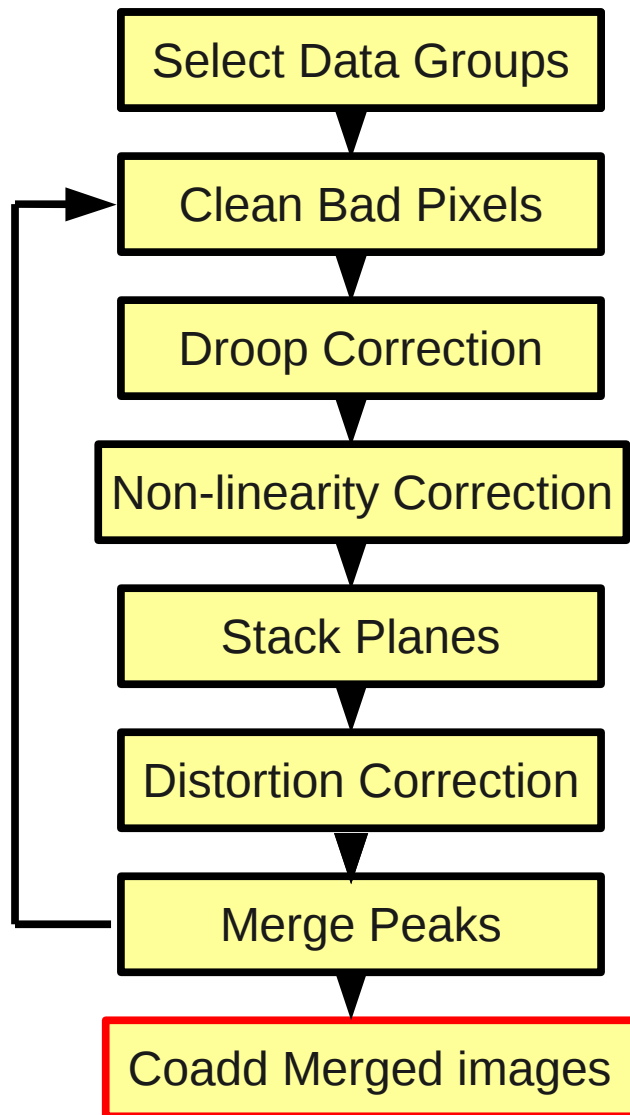 Select Data Groups
Clean Bad Pixels
Droop Correction
Non-linearity Correction
Stack Planes
Distortion Correction
Merge Peaks
Coadd Merged images